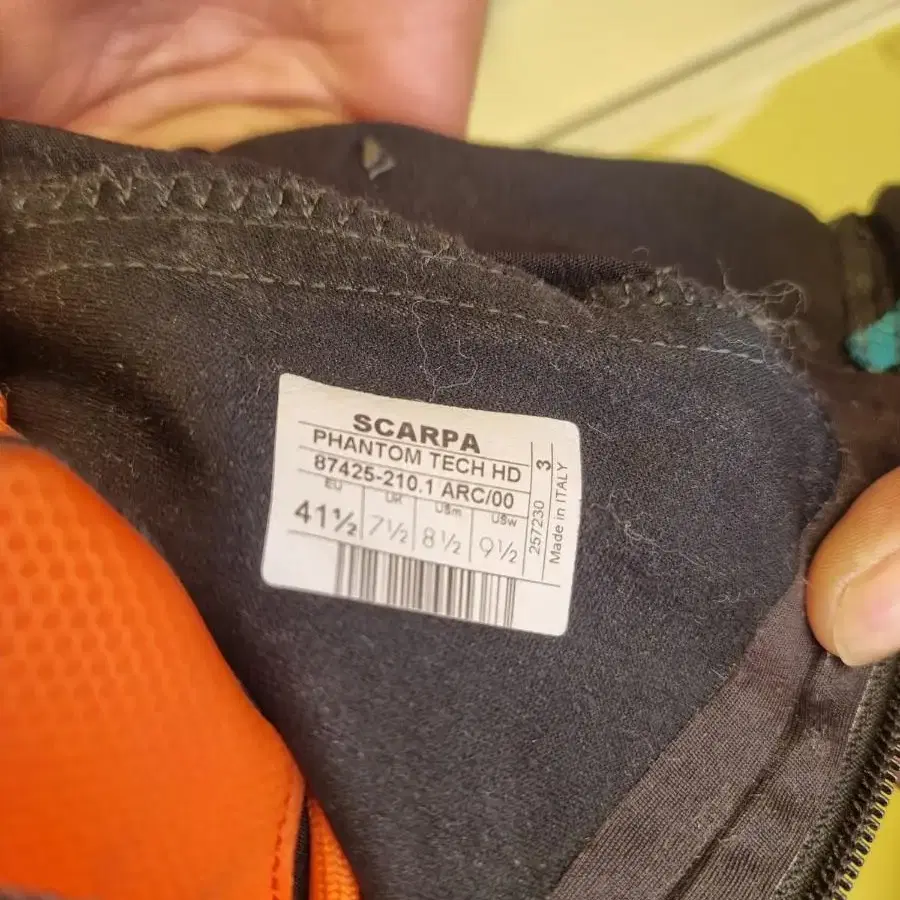 SCARPA
PHANTOM TECH HD
87425-210.1 ARC/00
EU UK USm USw
41½ 7½ 8½ 9½
257230 3
Made in ITALY